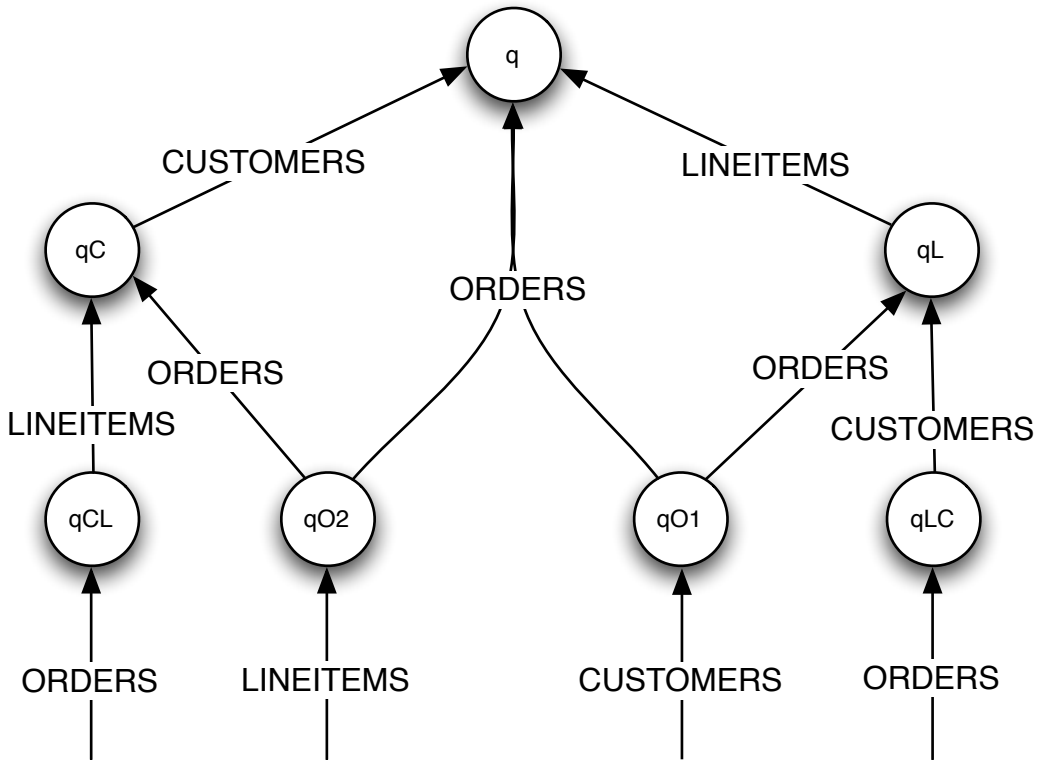 q
CUSTOMERS
LINEITEMS
qC
qL
ORDERS
ORDERS
ORDERS
LINEITEMS
CUSTOMERS
qCL
qO2
qO1
qLC
ORDERS
LINEITEMS
CUSTOMERS
ORDERS